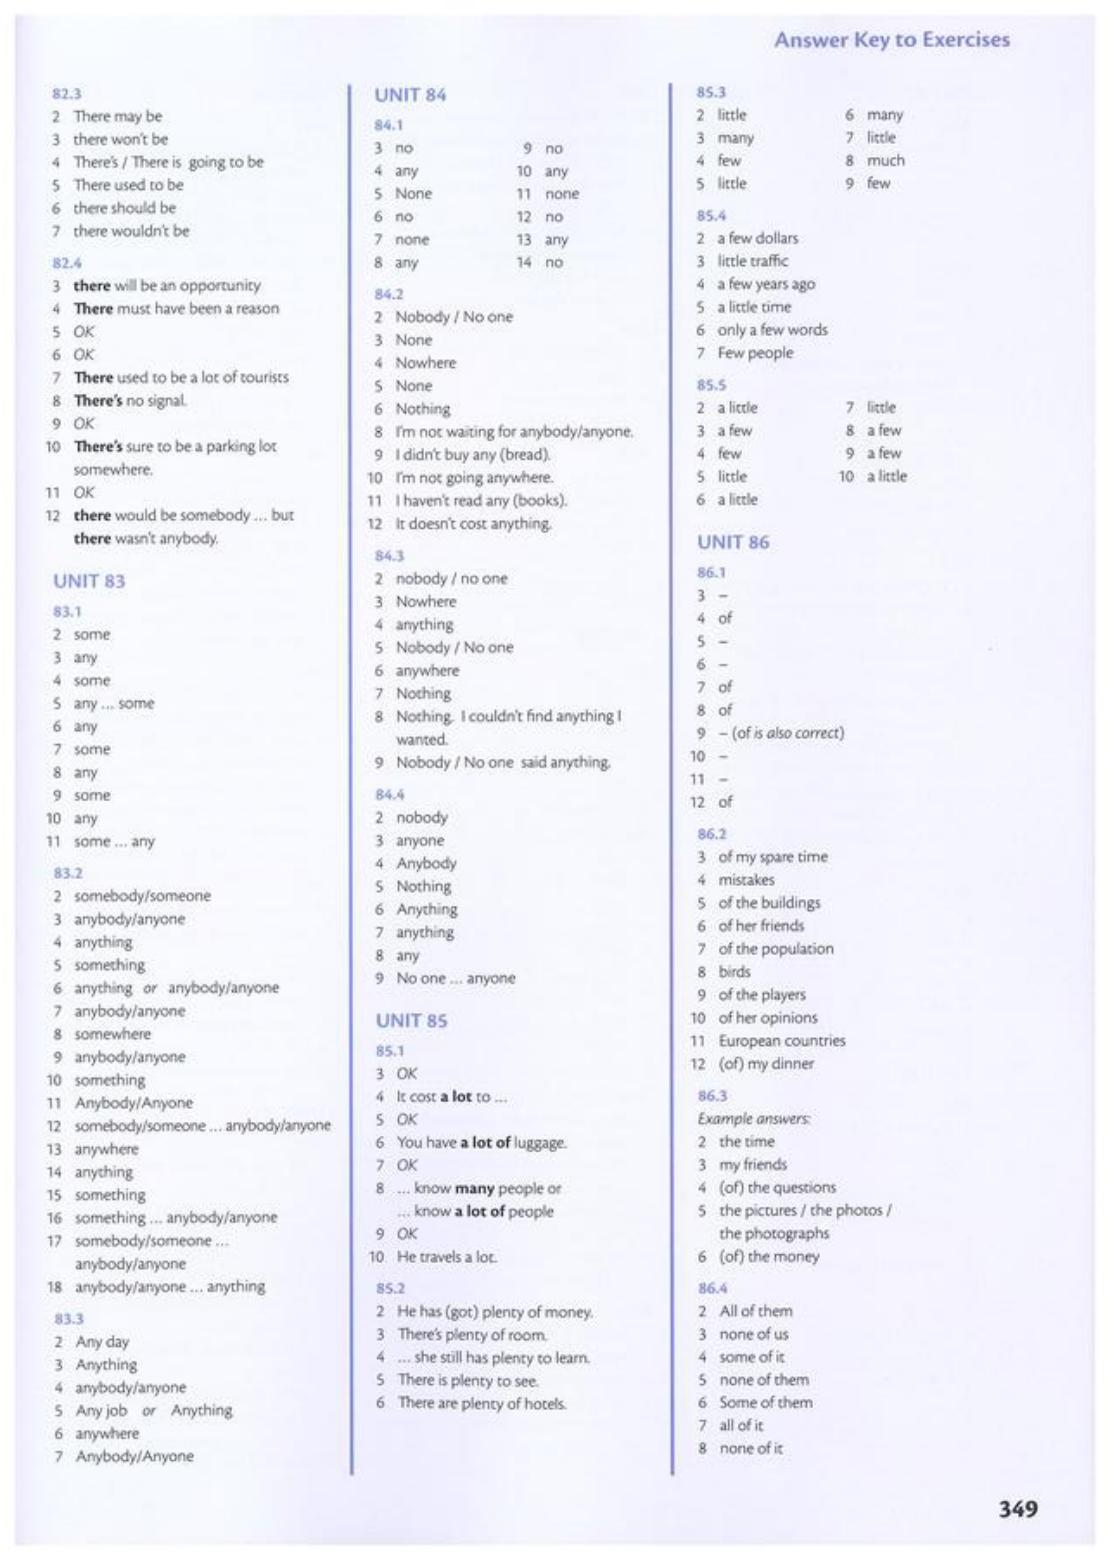 Answer Key to Exercises
82.3
2 There may be
3 there won't be
4 There's / There is going to be
5 There used to be
6 there should be
7 there wouldn't be
82.4
3 there will be an opportunity
4 There must have been a reason
5 OK
6 OK
7 There used to be a lot of tourists
8 There's no signal.
9 OK
10 There's sure to be a parking lot
somewhere.
11 OK
12 there would be somebody ... but
there wasn't anybody.
UNIT 83
83.1
2 some
3 any
4 some
5 any ... some
6 any
7 some
8 any
9 some
10 any
11 some ... any
83.2
2 somebody/someone
3 anybody/anyone
4 anything
5 something
6 anything or anybody/anyone
7 anybody/anyone
8 somewhere
9 anybody/anyone
10 something
11 Anybody/Anyone
12 somebody/someone ... anybody/anyone
13 anywhere
14 anything
15 something
16 something ... anybody/anyone
17 somebody/someone ...
anybody/anyone
18 anybody/anyone ... anything
83.3
2 Any day
3 Anything
4 anybody/anyone
5 Any job or Anything
6 anywhere
7 Anybody/Anyone
UNIT 84
84.1
3 no 9 no
4 any 10 any
5 None 11 none
6 no 12 no
7 none 13 any
8 any 14 no
84.2
2 Nobody / No one
3 None
4 Nowhere
5 None
6 Nothing
8 I'm not waiting for anybody/anyone.
9 I didn't buy any (bread).
10 I'm not going anywhere.
11 I haven't read any (books).
12 It doesn't cost anything.
84.3
2 nobody / no one
3 Nowhere
4 anything
5 Nobody / No one
6 anywhere
7 Nothing
8 Nothing. I couldn't find anything I
wanted.
9 Nobody / No one said anything.
84.4
2 nobody
3 anyone
4 Anybody
5 Nothing
6 Anything
7 anything
8 any
9 No one ... anyone
UNIT 85
85.1
3 OK
4 It cost a lot to ...
5 OK
6 You have a lot of luggage.
7 OK
8 ... know many people or
... know a lot of people
9 OK
10 He travels a lot.
85.2
2 He has (got) plenty of money.
3 There's plenty of room.
4 ... she still has plenty to learn.
5 There is plenty to see.
6 There are plenty of hotels.
85.3
2 little 6 many
3 many 7 little
4 few 8 much
5 little 9 few
85.4
2 a few dollars
3 little traffic
4 a few years ago
5 a little time
6 only a few words
7 Few people
85.5
2 a little 7 little
3 a few 8 a few
4 few 9 a few
5 little 10 a little
6 a little
UNIT 86
86.1
3 –
4 of
5 –
6 –
7 of
8 of
9 – (of is also correct)
10 –
11 –
12 of
86.2
3 of my spare time
4 mistakes
5 of the buildings
6 of her friends
7 of the population
8 birds
9 of the players
10 of her opinions
11 European countries
12 (of) my dinner
86.3
Example answers:
2 the time
3 my friends
4 (of) the questions
5 the pictures / the photos /
the photographs
6 (of) the money
86.4
2 All of them
3 none of us
4 some of it
5 none of them
6 Some of them
7 all of it
8 none of it
349